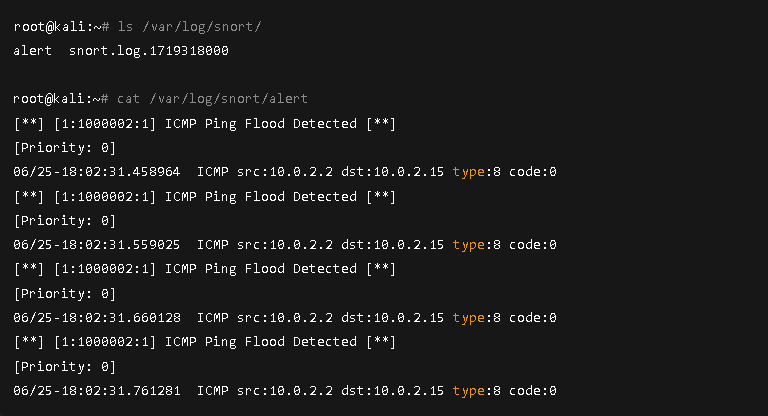 root@kali:~# ls /var/log/snort/
alert  snort.log.1719318000
root@kali:~# cat /var/log/snort/alert
[**] [1:1000002:1] ICMP Ping Flood Detected [**]
[Priority: 0]
06/25-18:02:31.458964  ICMP src:10.0.2.2 dst:10.0.2.15 type:8 code:0
[**] [1:1000002:1] ICMP Ping Flood Detected [**]
[Priority: 0]
06/25-18:02:31.559025  ICMP src:10.0.2.2 dst:10.0.2.15 type:8 code:0
[**] [1:1000002:1] ICMP Ping Flood Detected [**]
[Priority: 0]
06/25-18:02:31.660128  ICMP src:10.0.2.2 dst:10.0.2.15 type:8 code:0
[**] [1:1000002:1] ICMP Ping Flood Detected [**]
[Priority: 0]
06/25-18:02:31.761281  ICMP src:10.0.2.2 dst:10.0.2.15 type:8 code:0